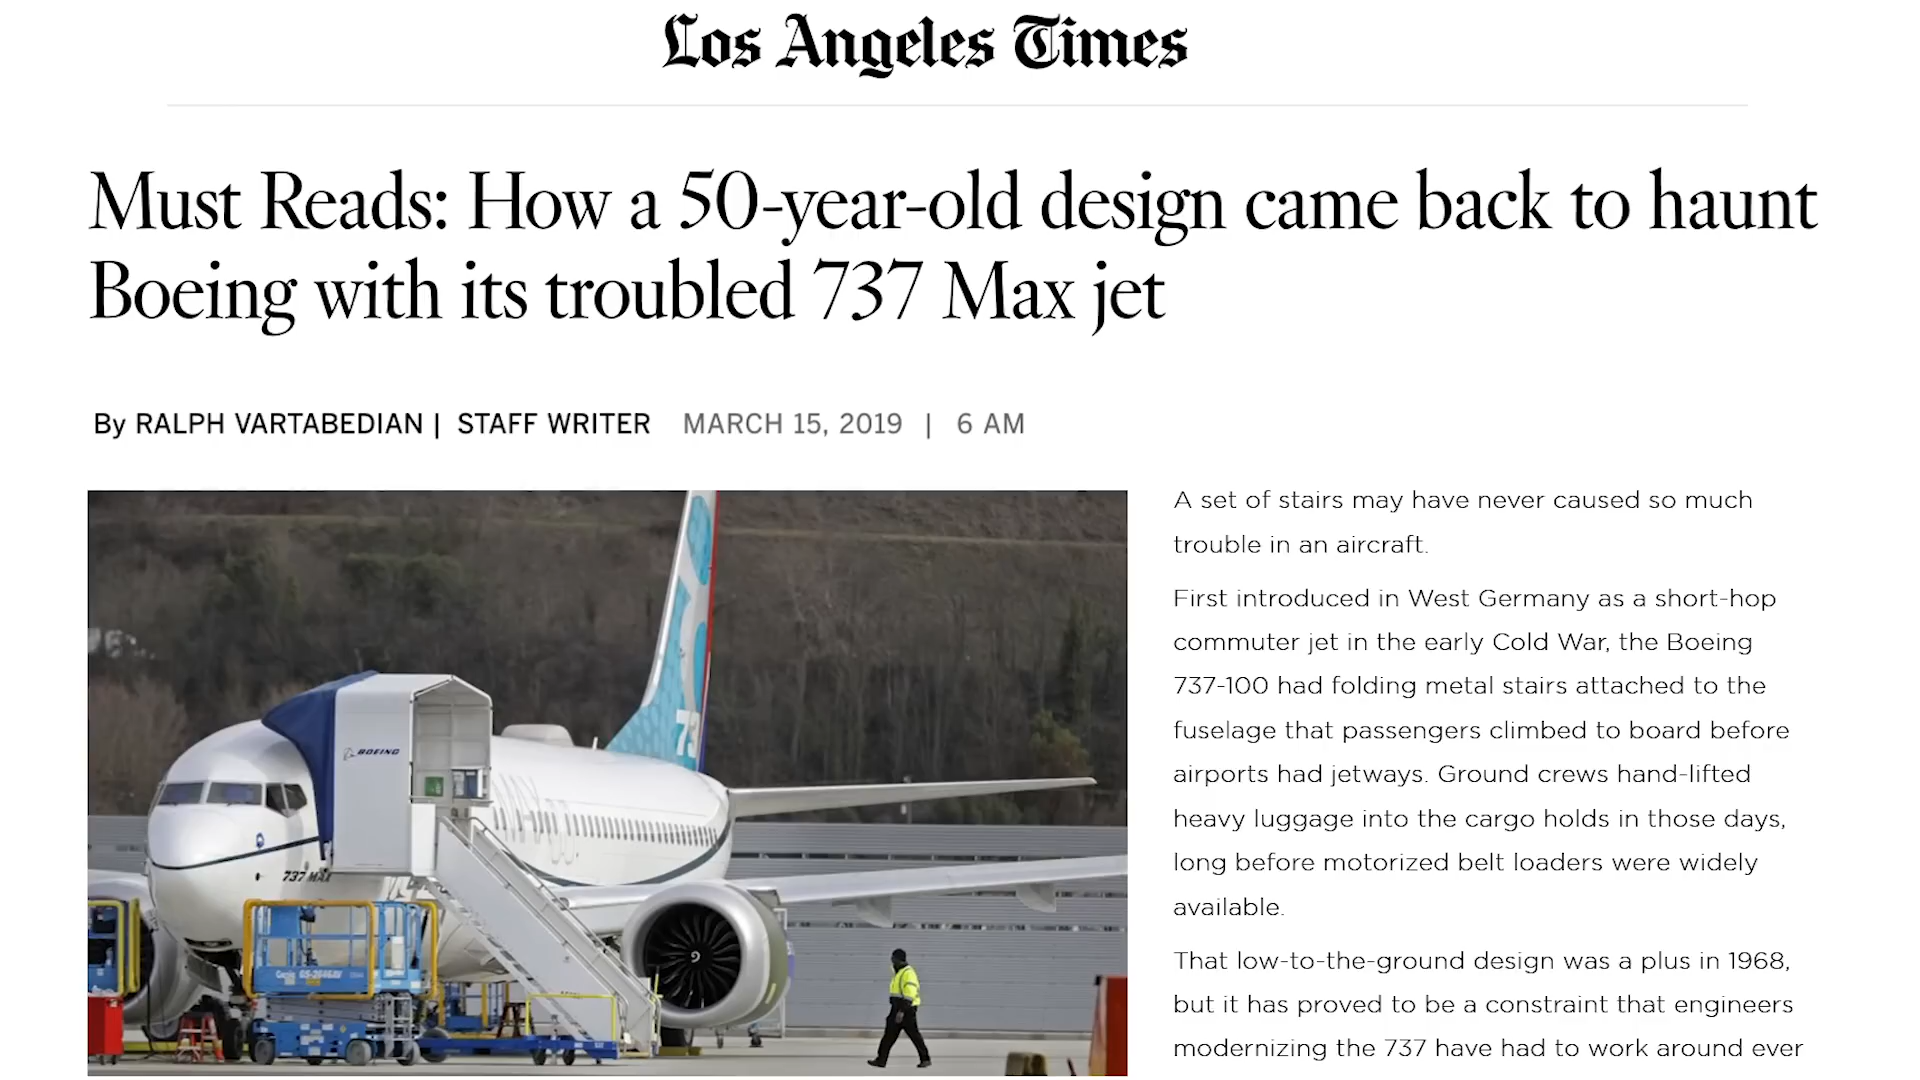 Los Angeles Times
Must Reads: How a 50-year-old design came back to haunt
Boeing with its troubled 737 Max jet
By RALPH VARTABEDIAN | STAFF WRITER MARCH 15, 2019 | 6 AM
A set of stairs may have never caused so much
trouble in an aircraft.
First introduced in West Germany as a short-hop
commuter jet in the early Cold War, the Boeing
737-100 had folding metal stairs attached to the
fuselage that passengers climbed to board before
airports had jetways. Ground crews hand-lifted
heavy luggage into the cargo holds in those days,
long before motorized belt loaders were widely
available.
That low-to-the-ground design was a plus in 1968,
but it has proved to be a constraint that engineers
modernizing the 737 have had to work around ever
73
BOEING
737 MAX
Genie